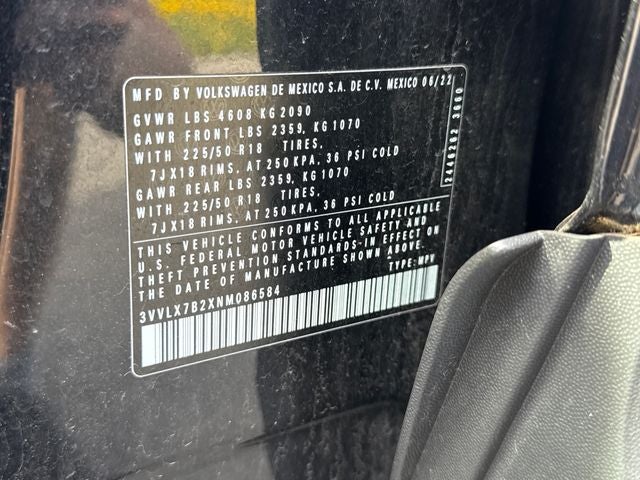 MFD BY VOLKSWAGEN DE MEXICO S.A. DE C.V. MEXICO 06/22
GVWR LBS 4608 KG 2090
GAWR FRONT LBS 2359, KG 1070
WITH 225/50 R18 TIRES,
7JX18 RIMS, AT 250 KPA, 36 PSI COLD
GAWR REAR LBS 2359, KG 1070
WITH 225/50 R18 TIRES,
7JX18 RIMS, AT 250 KPA, 36 PSI COLD
THIS VEHICLE CONFORMS TO ALL APPLICABLE
U.S. FEDERAL MOTOR VEHICLE SAFETY AND
THEFT PREVENTION STANDARDS IN EFFECT ON
THE DATE OF MANUFACTURE SHOWN ABOVE.
3VVLX7B2XNM086584 TYPE: MPV